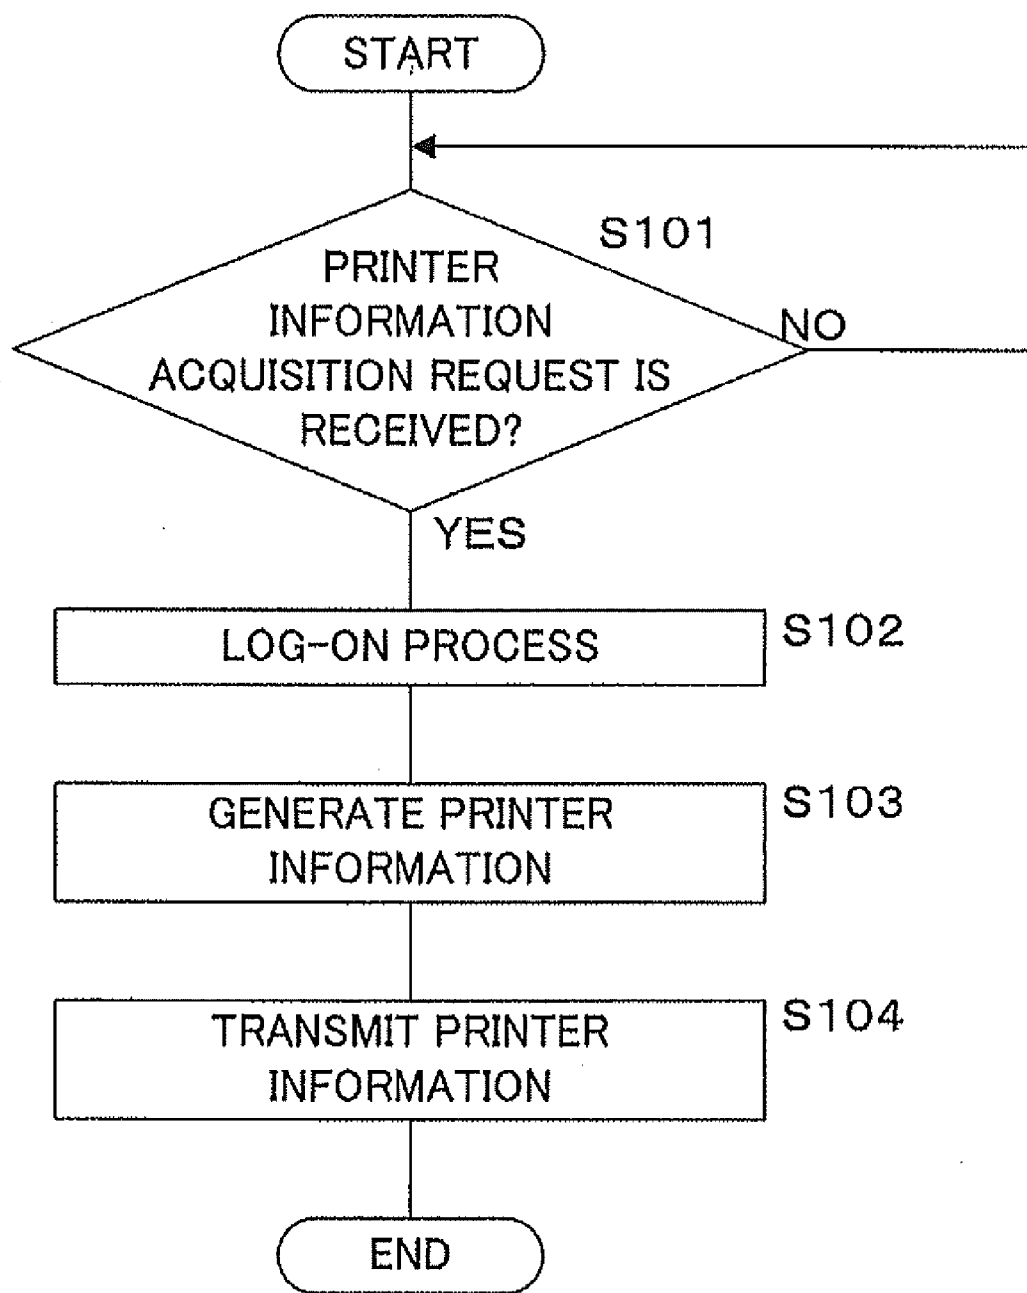 START
S101
PRINTER
INFORMATION
ACQUISITION REQUEST IS
RECEIVED?
NO
YES
LOG-ON PROCESS
S102
GENERATE PRINTER
INFORMATION
S103
TRANSMIT PRINTER
INFORMATION
S104
END